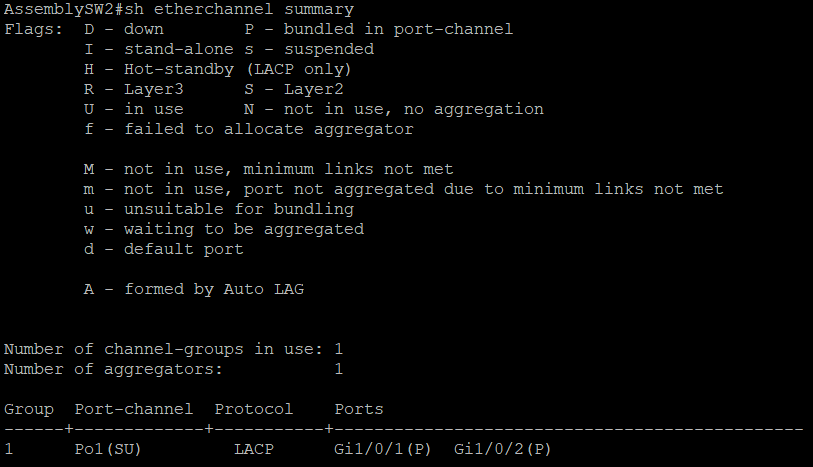 AssemblySW2#sh etherchannel summary
Flags:  D - down        P - bundled in port-channel
        I - stand-alone s - suspended
        H - Hot-standby (LACP only)
        R - Layer3      S - Layer2
        U - in use      N - not in use, no aggregation
        f - failed to allocate aggregator

        M - not in use, minimum links not met
        m - not in use, port not aggregated due to minimum links not met
        u - unsuitable for bundling
        w - waiting to be aggregated
        d - default port

        A - formed by Auto LAG


Number of channel-groups in use: 1
Number of aggregators:           1

Group  Port-channel  Protocol    Ports
------+-------------+-----------+-----------------------------------------------
1      Po1(SU)         LACP      Gi1/0/1(P)  Gi1/0/2(P)